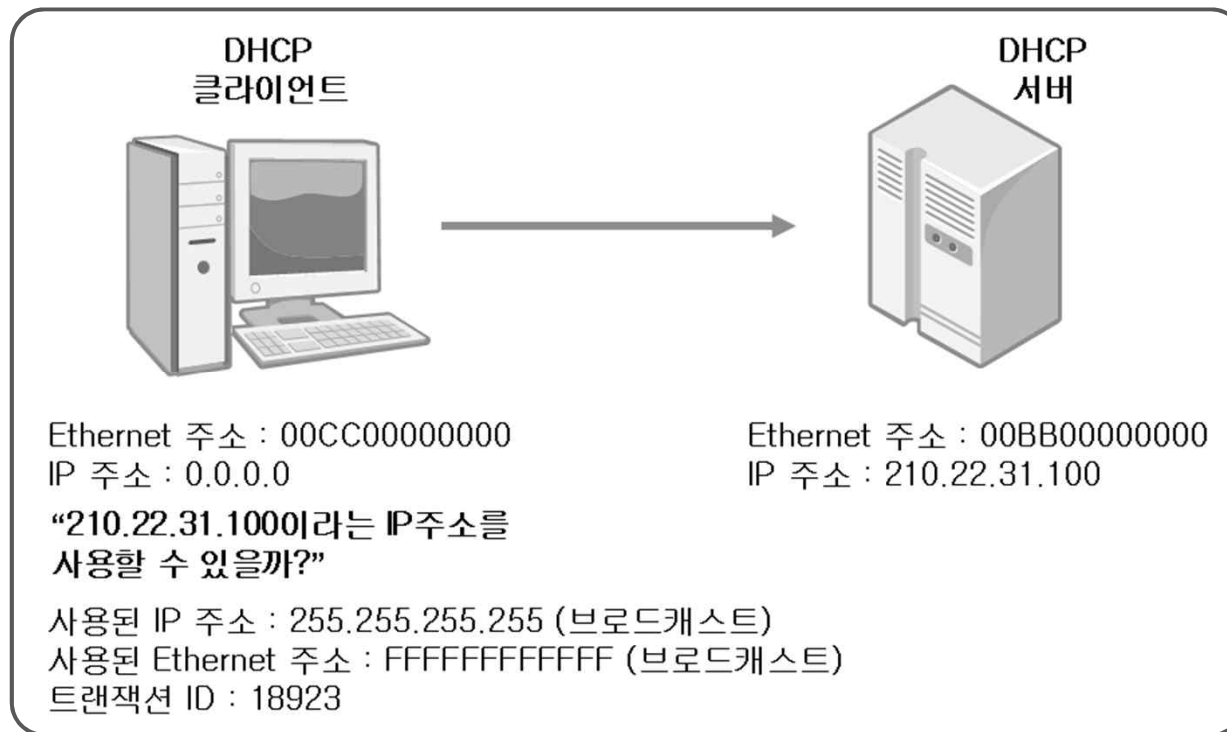 DHCP
클라이언트
DHCP
서버
Ethernet 주소 : 00CC00000000
IP 주소 : 0.0.0.0
Ethernet 주소 : 00BB00000000
IP 주소 : 210.22.31.100
“210.22.31.100이라는 IP주소를
사용할 수 있을까?”
사용된 IP 주소 : 255.255.255.255 (브로드캐스트)
사용된 Ethernet 주소 : FFFFFFFFFFFF (브로드캐스트)
트랜잭션 ID : 18923